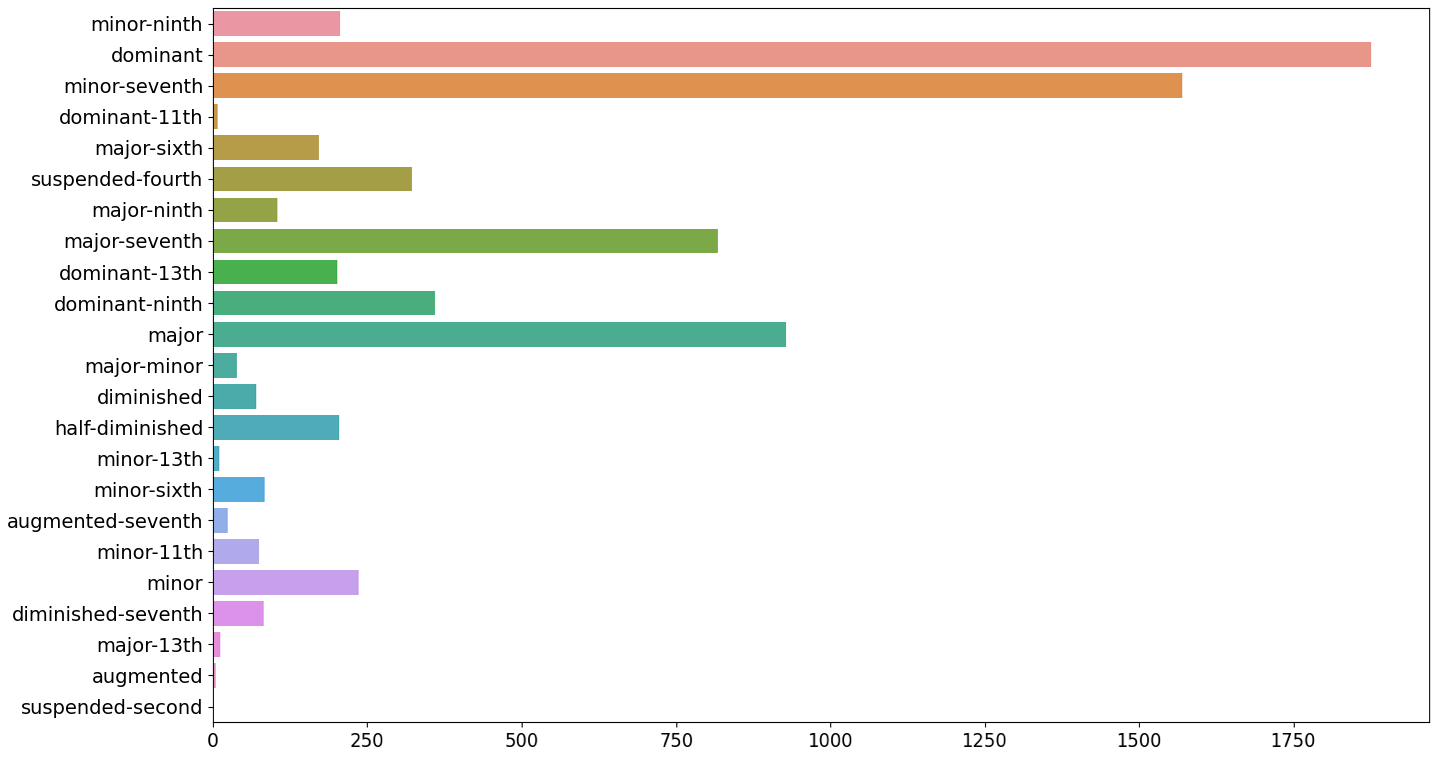 minor-ninth
dominant
minor-seventh
dominant-11th
major-sixth
suspended-fourth
major-ninth
major-seventh
dominant-13th
dominant-ninth
major
major-minor
diminished
half-diminished
minor-13th
minor-sixth
augmented-seventh
minor-11th
minor
diminished-seventh
major-13th
augmented
suspended-second
0 250 500 750 1000 1250 1500 1750